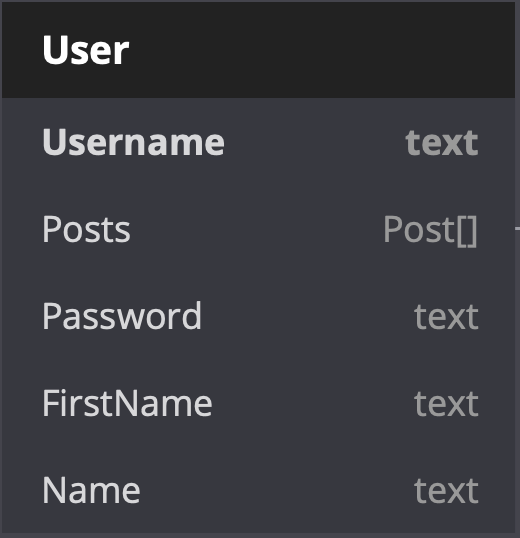 User
Username text
Posts Post[]
Password text
FirstName text
Name text